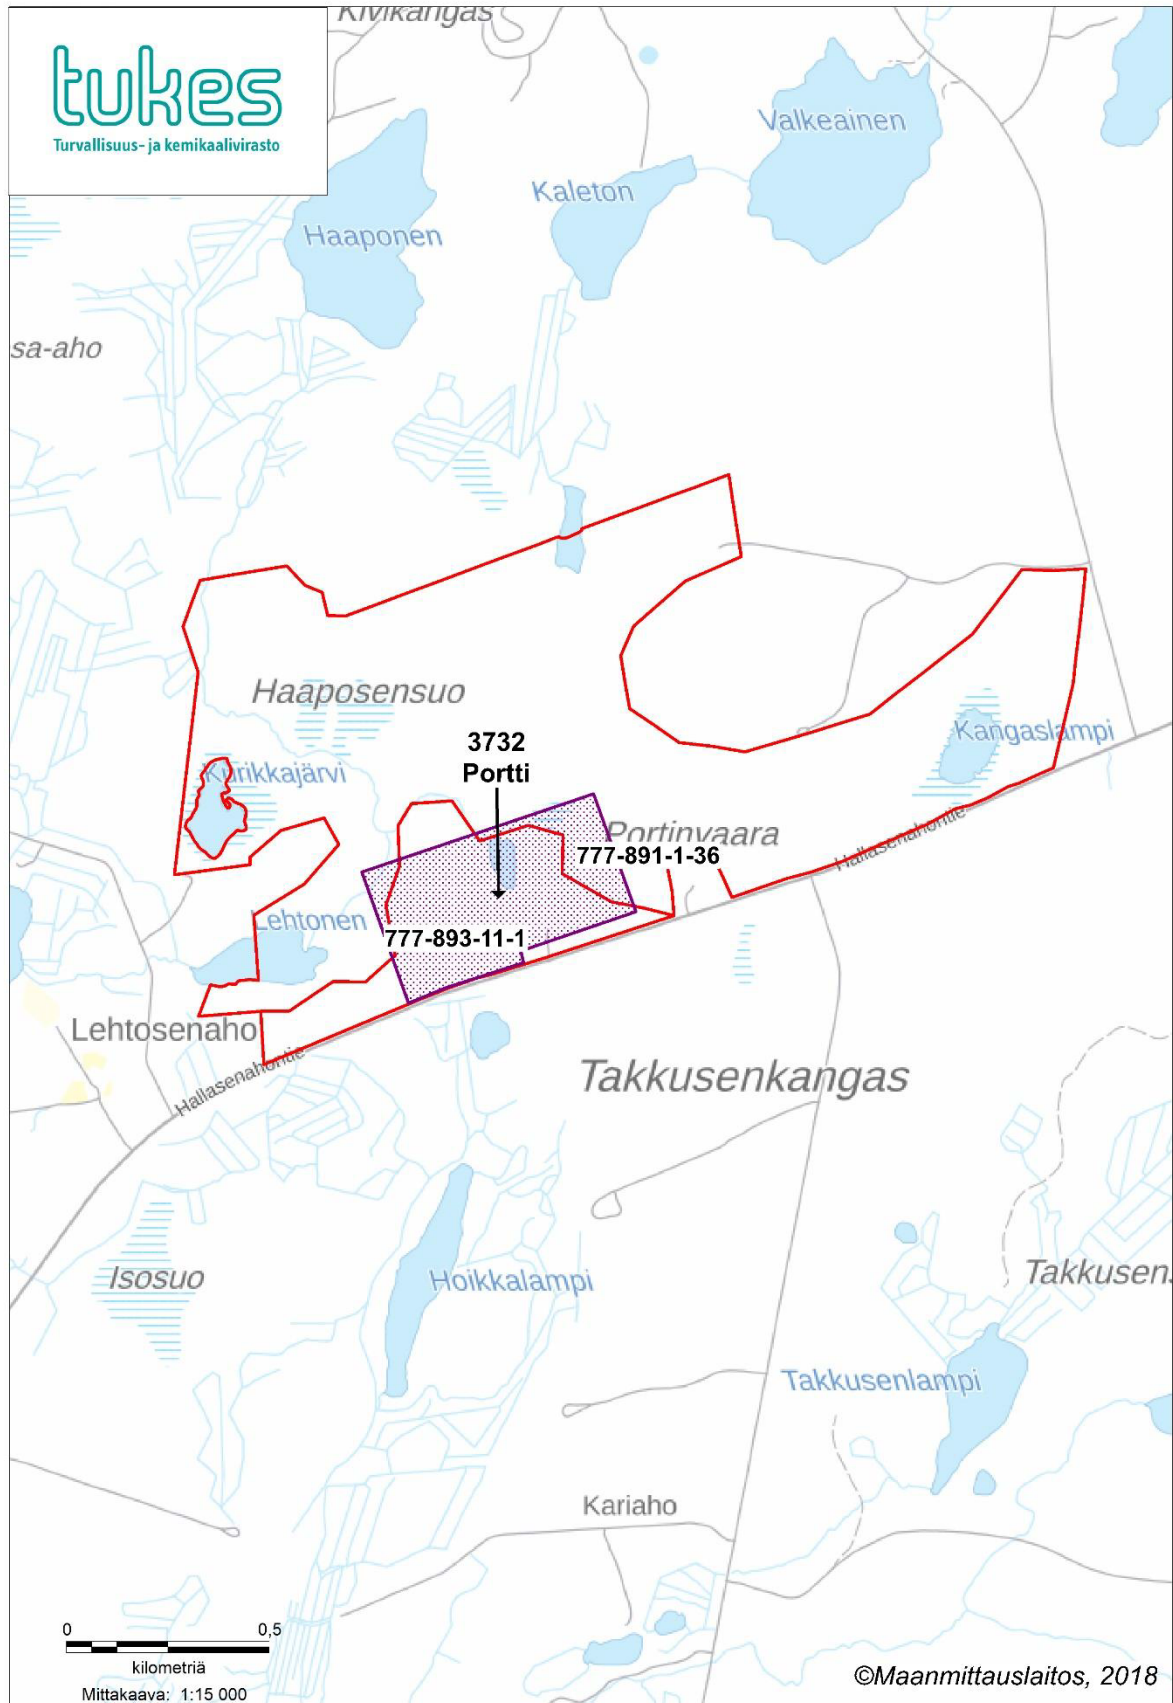 Kivikangas
tukes
Turvallisuus- ja kemikaalivirasto
Valkeainen
Kaleton
Haaponen
sa-aho
Haaposensuo
3732
Portti
Kangaslampi
Kurikkajärvi
Portinvaara
777-891-1-36
Hallasenahontie
Lehtonen
777-893-11-1
Lehtosenaho
Hallasenahontie
Takkusenkangas
Isosuo
Hoikkalampi
Takkusens
Takkusenlampi
Kariaho
0 0,5
kilometriä
Mittakaava: 1:15 000
©Maanmittauslaitos, 2018